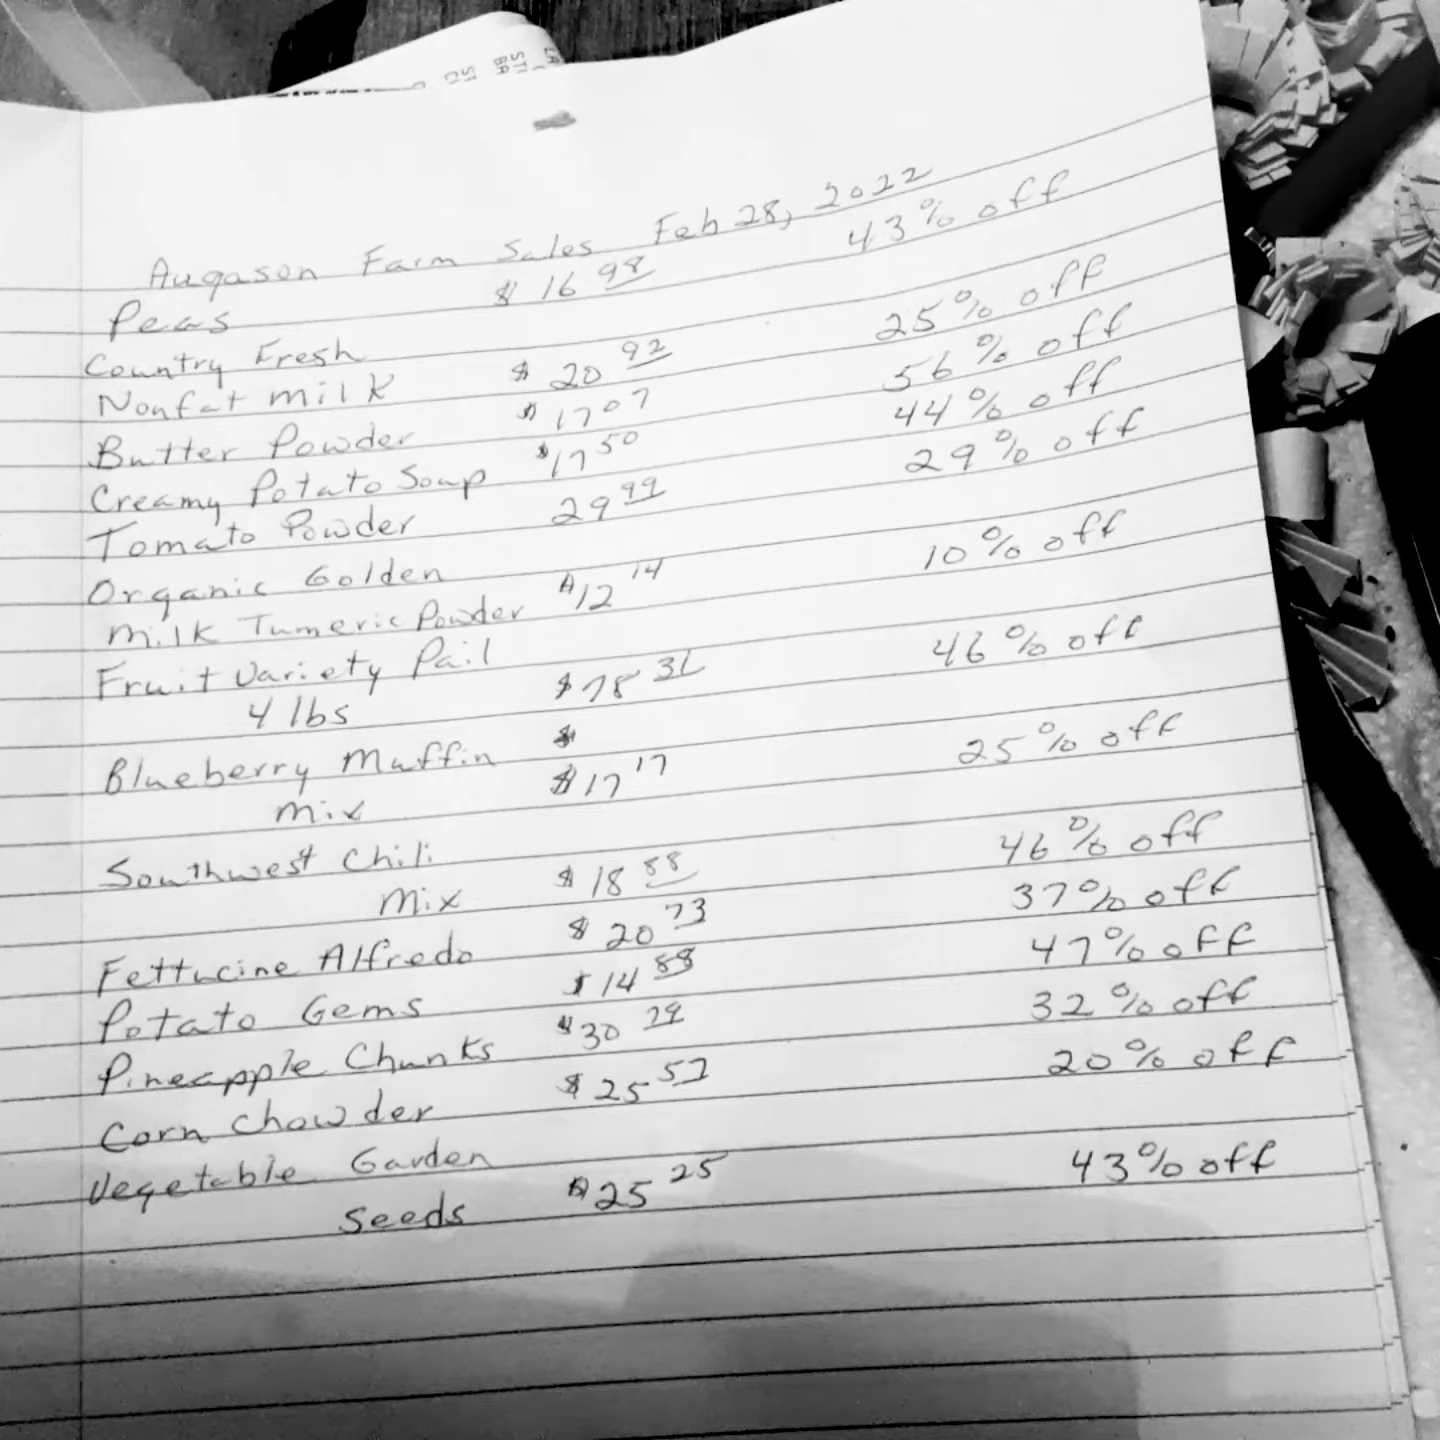 Augason Farm Sales Feb 28, 2022
Peas $ 16 98 43% off
Country Fresh
Nonfat milk $ 20 92 25% off
Butter Powder $ 17 07 56% off
Creamy Potato Soup $ 17 50 44% off
Tomato Powder 29 99 29% off
Organic Golden
Milk Tumeric Powder $ 12 14 10% off
Fruit Variety Pail
4 lbs $ 78 36 46% off
Blueberry Muffin $
Mix $ 17 17 25% off
Southwest Chili
Mix $ 18 88 46% off
Fettucine Alfredo $ 20 73 37% off
Potato Gems $ 14 88 47% off
Pineapple Chunks $ 30 79 32% off
Corn Chowder $ 25 57 20% off
Vegetable Garden
Seeds $ 25 25 43% off